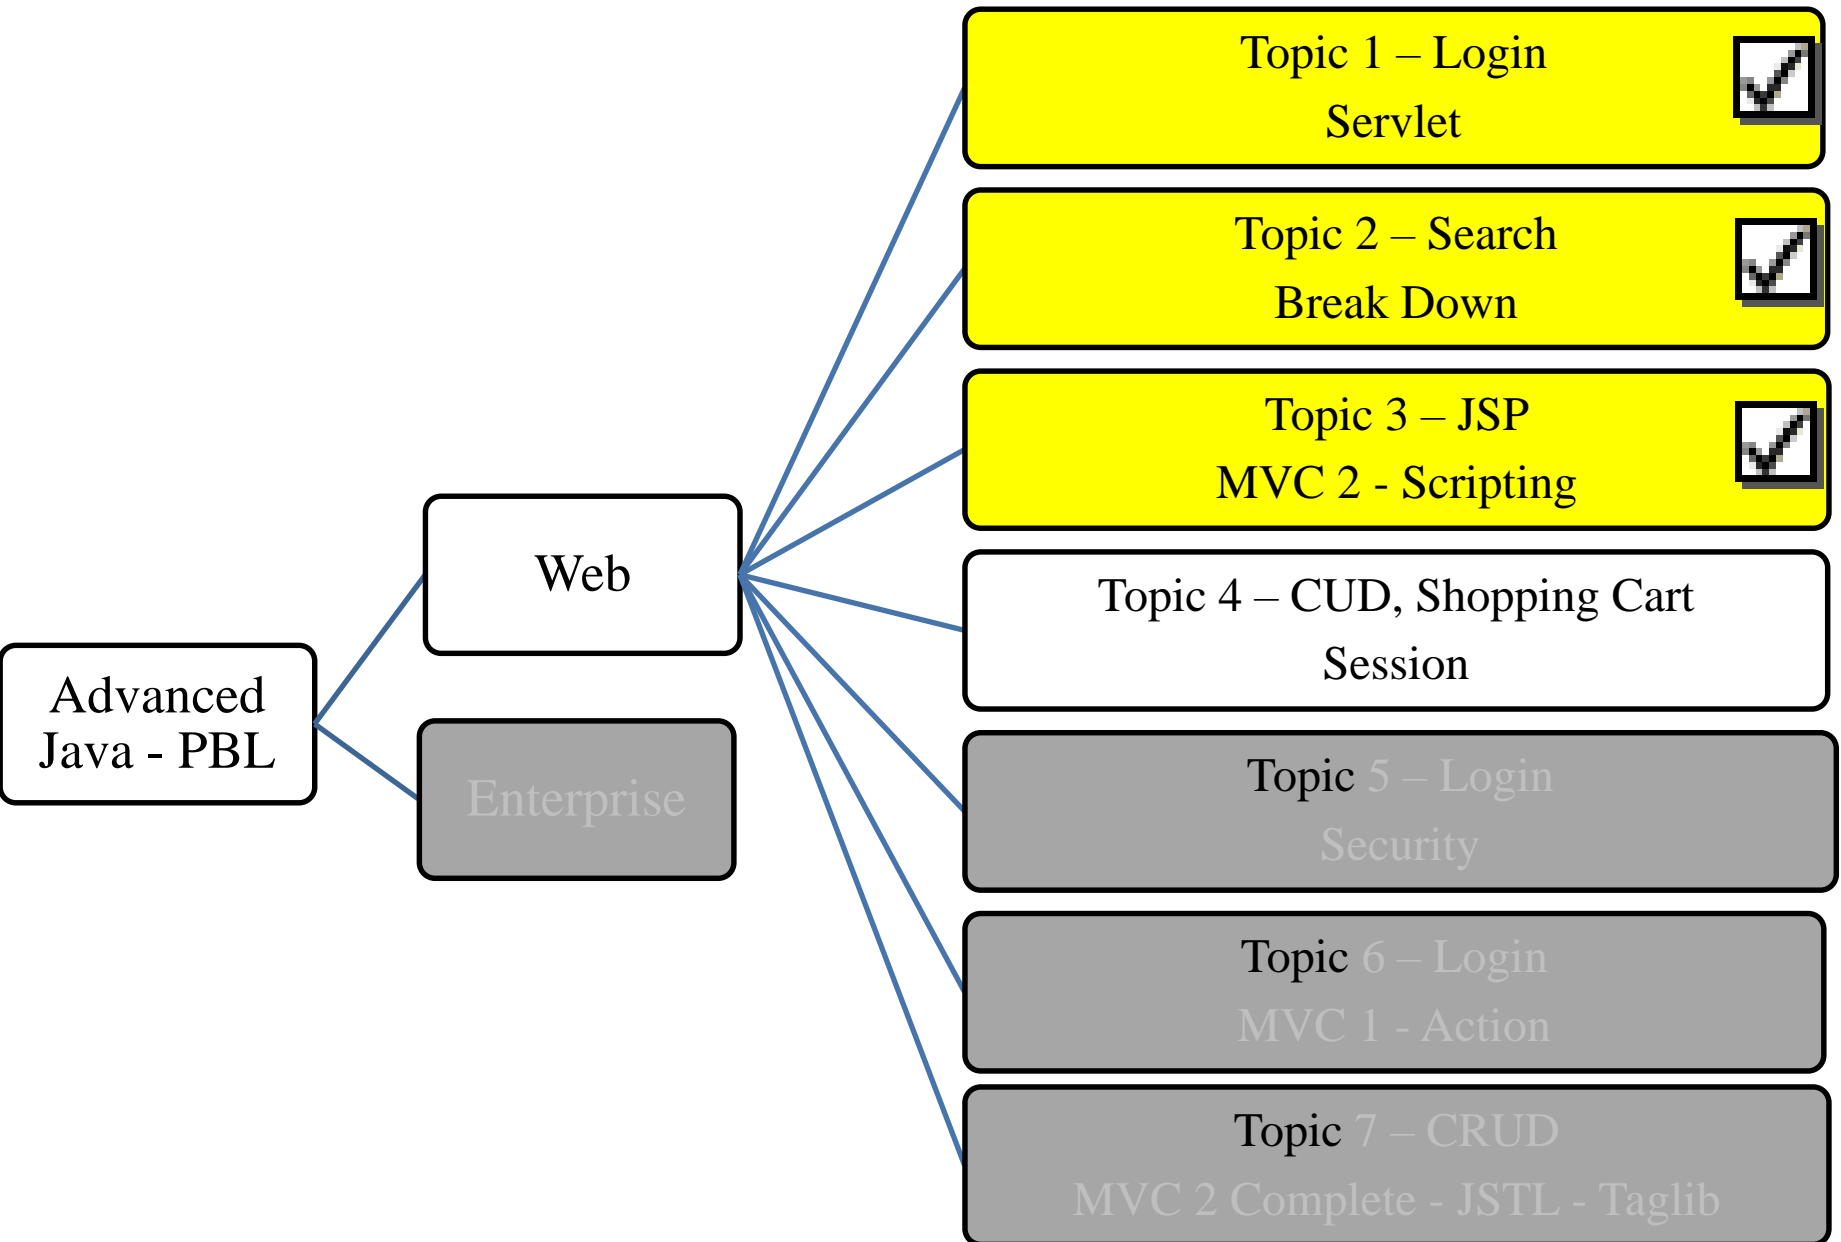 Advanced
Java - PBL
Web
Enterprise
Topic 1 – Login
Servlet
Topic 2 – Search
Break Down
Topic 3 – JSP
MVC 2 - Scripting
Topic 4 – CUD, Shopping Cart
Session
Topic 5 – Login
Security
Topic 6 – Login
MVC 1 - Action
Topic 7 – CRUD
MVC 2 Complete - JSTL - Taglib